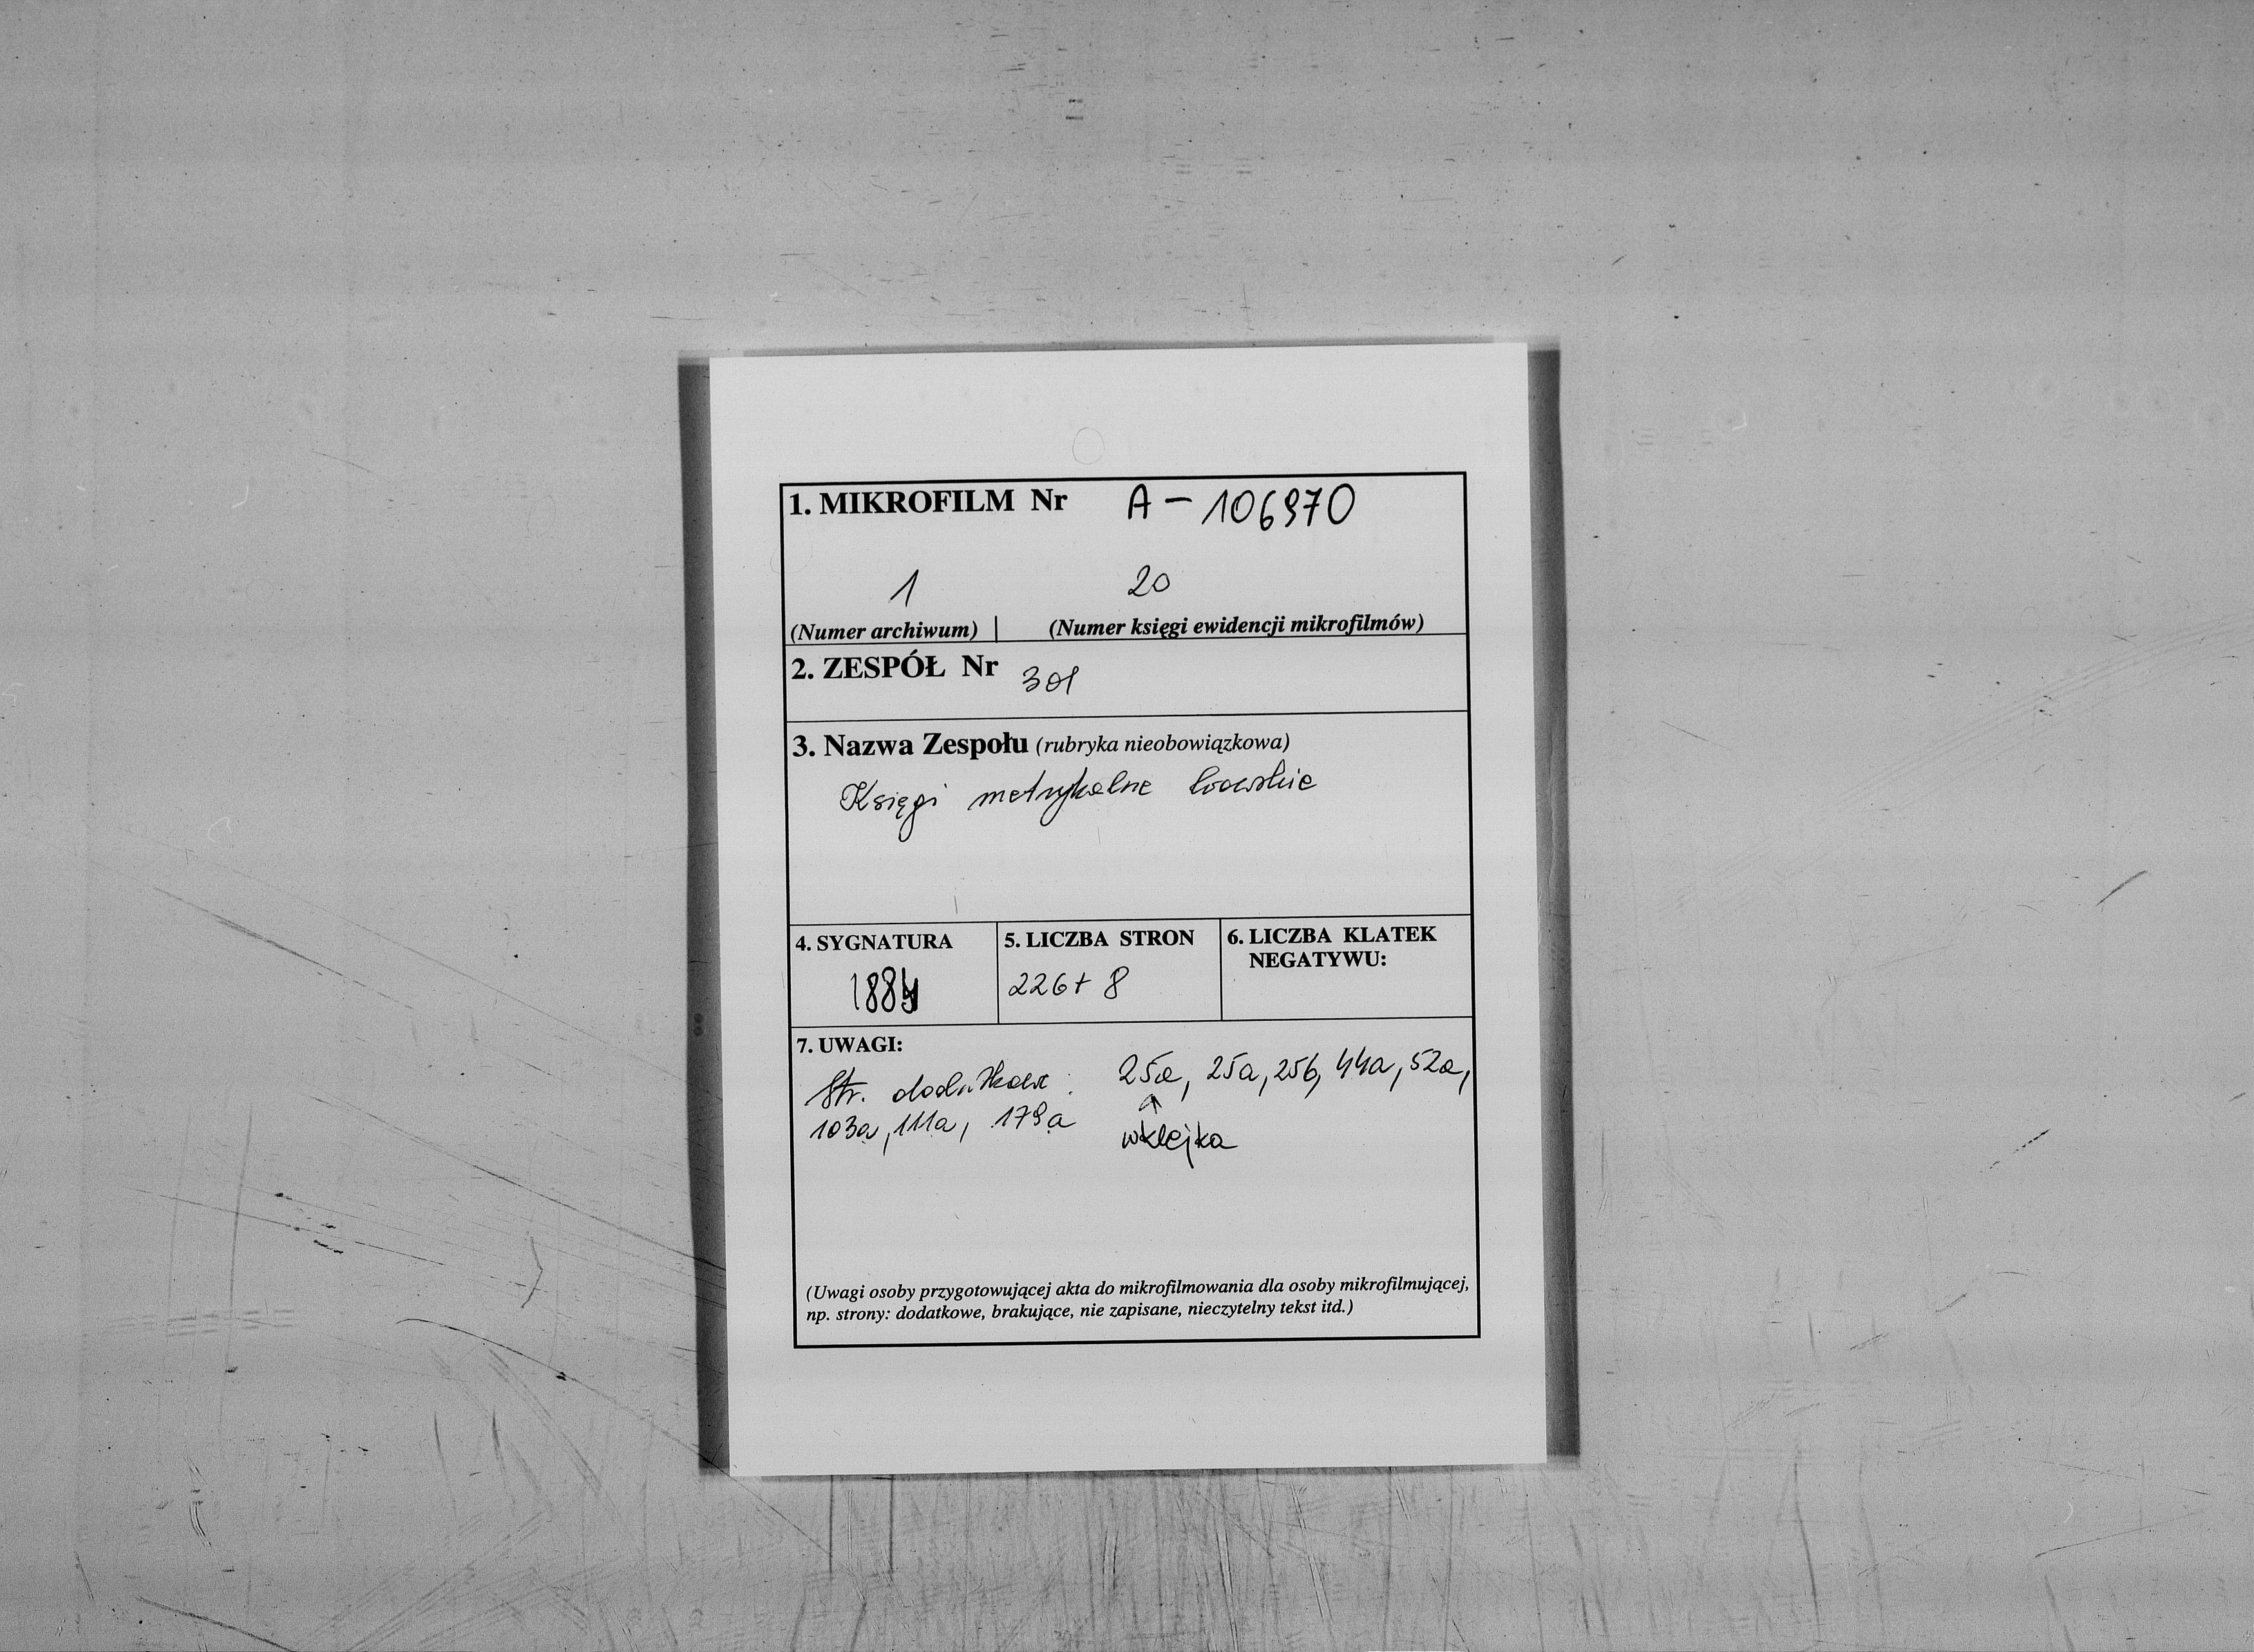 1. MIKROFILM Nr A – 106970
1 20
(Numer archiwum) (Numer księgi ewidencji mikrofilmów)
2. ZESPÓŁ Nr 301
3. Nazwa Zespołu (rubryka nieobowiązkowa)
Księgi metrykalne
4. SYGNATURA 5. LICZBA STRON 6. LICZBA KLATEK
NEGATYWU:
226+ 8
7. UWAGI:
Str. dodatkowe: 25a, 25a, 25b, 44a, 52a,
103a, 111a, 179a
wklejka
(Uwagi osoby przygotowującej akta do mikrofilmowania dla osoby mikrofilmującej,
np. strony: dodatkowe, brakujące, nie zapisane, nieczytelny tekst itd.)